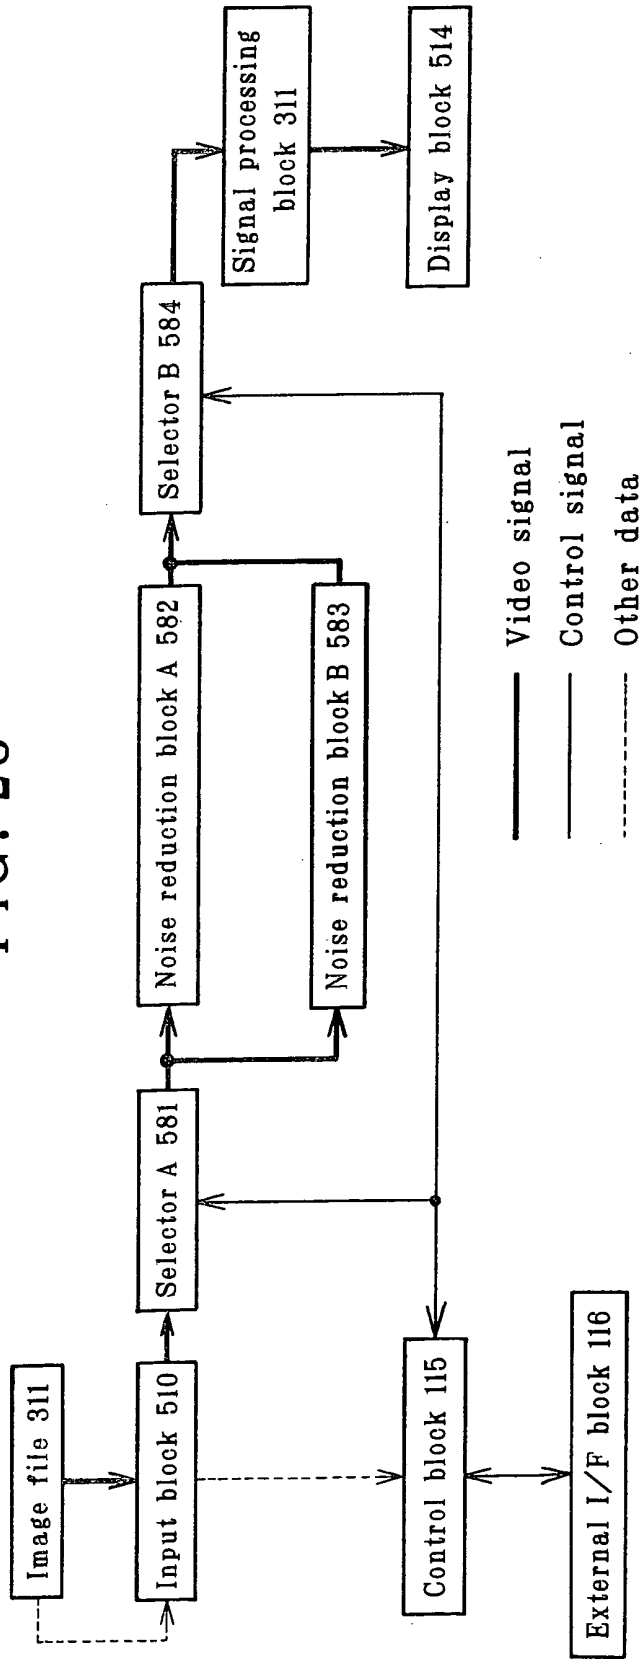 FIG.
Image file 311
Input block 510
Selector A 581
Noise reduction block A 582
Selector B 584
Signal processing
block 311
Noise reduction block B 583
Control block 115
Display block 514
Video signal
Control signal
Other data
External I/F block 116